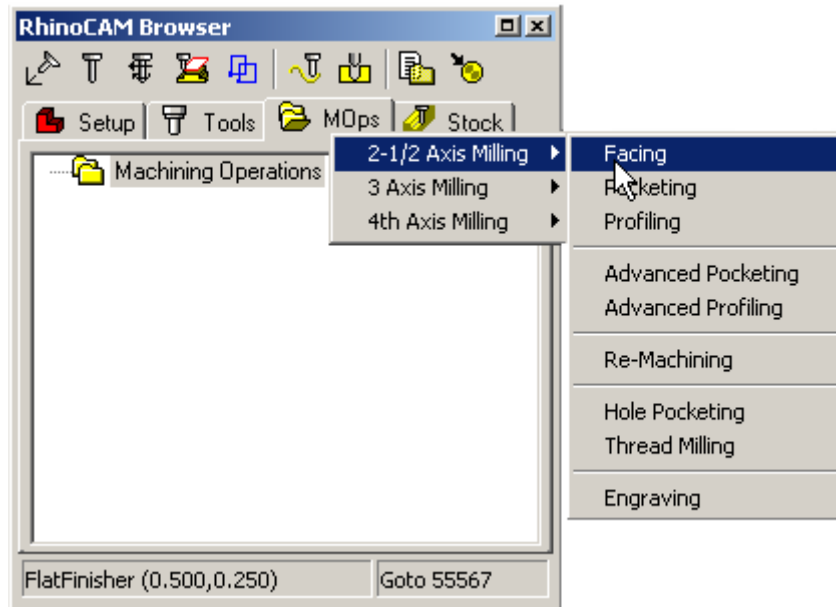 RhinoCAM Browser
Setup Tools MOps Stock
Machining Operations
2-1/2 Axis Milling
3 Axis Milling
4th Axis Milling
Facing
Pocketing
Profiling
Advanced Pocketing
Advanced Profiling
Re-Machining
Hole Pocketing
Thread Milling
Engraving
FlatFinisher (0.500,0.250) Goto 55567